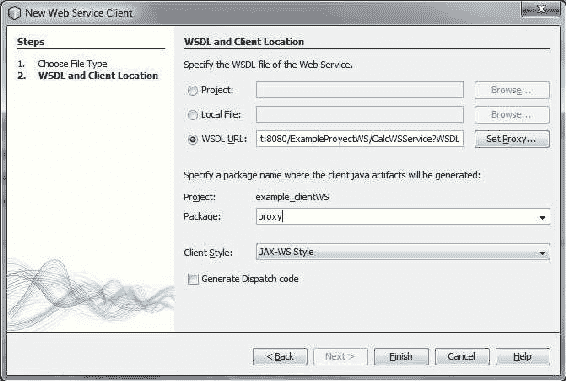 New Web Service Client
Steps
1. Choose File Type
2. WSDL and Client Location
WSDL and Client Location
Specify the WSDL file of the Web Service.
Project:
Browse...
Local File:
Browse...
WSDL URL:
t:8080/ExampleProyectWS/CalcWSService?WSDL
Set Proxy...
Specify a package name where the client java artifacts will be generated:
Project: example_clientWS
Package: proxy
Client Style: JAX-WS Style
Generate Dispatch code
< Back
Next >
Finish
Cancel
Help